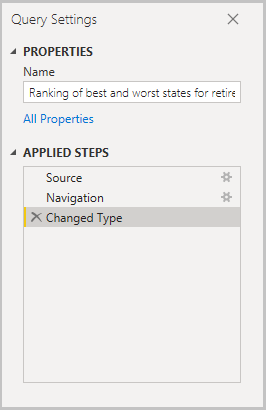 Query Settings
PROPERTIES
Name
Ranking of best and worst states for retire
All Properties
APPLIED STEPS
Source
Navigation
Changed Type